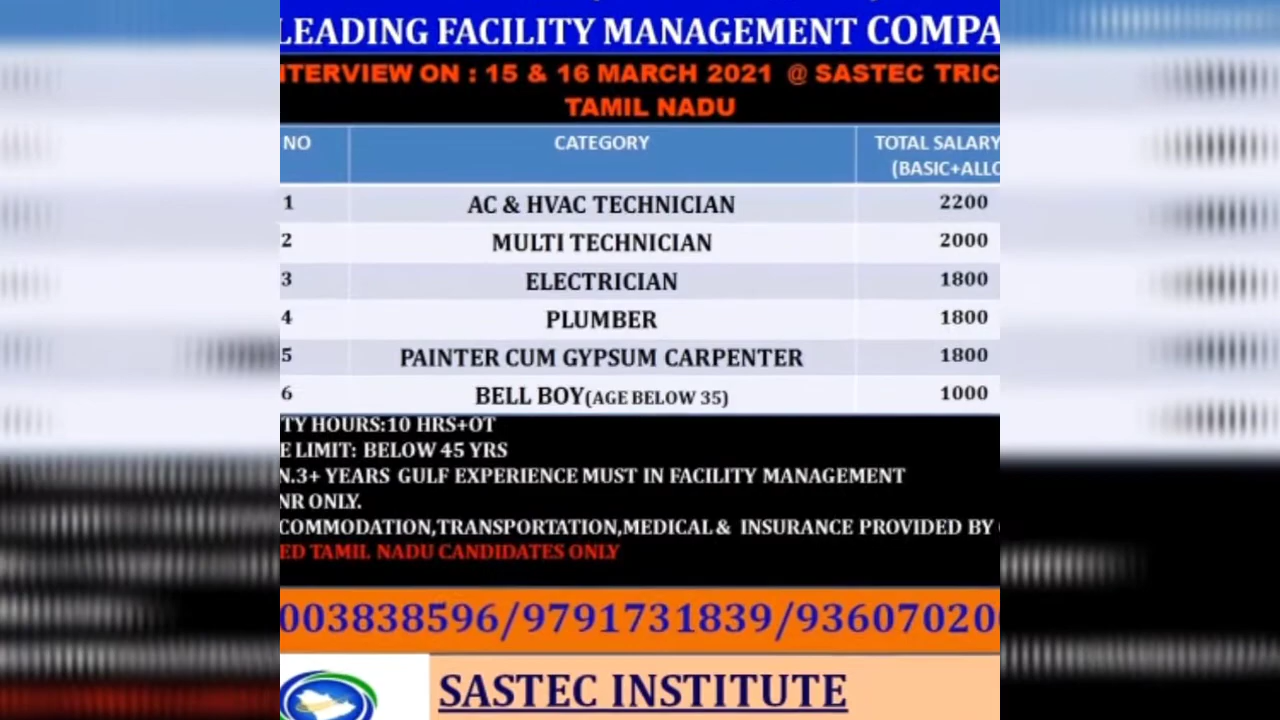 LEADING FACILITY MANAGEMENT COMPA
NTERVIEW ON : 15 & 16 MARCH 2021 @ SASTEC TRIC
TAMIL NADU
NO CATEGORY TOTAL SALARY
(BASIC+ALLO
1 AC & HVAC TECHNICIAN 2200
2 MULTI TECHNICIAN 2000
3 ELECTRICIAN 1800
4 PLUMBER 1800
5 PAINTER CUM GYPSUM CARPENTER 1800
6 BELL BOY(AGE BELOW 35) 1000
TY HOURS:10 HRS+OT
E LIMIT: BELOW 45 YRS
N.3+ YEARS GULF EXPERIENCE MUST IN FACILITY MANAGEMENT
NR ONLY.
COMMODATION,TRANSPORTATION,MEDICAL & INSURANCE PROVIDED BY
ED TAMIL NADU CANDIDATES ONLY
003838596/9791731839/936070200
SASTEC INSTITUTE